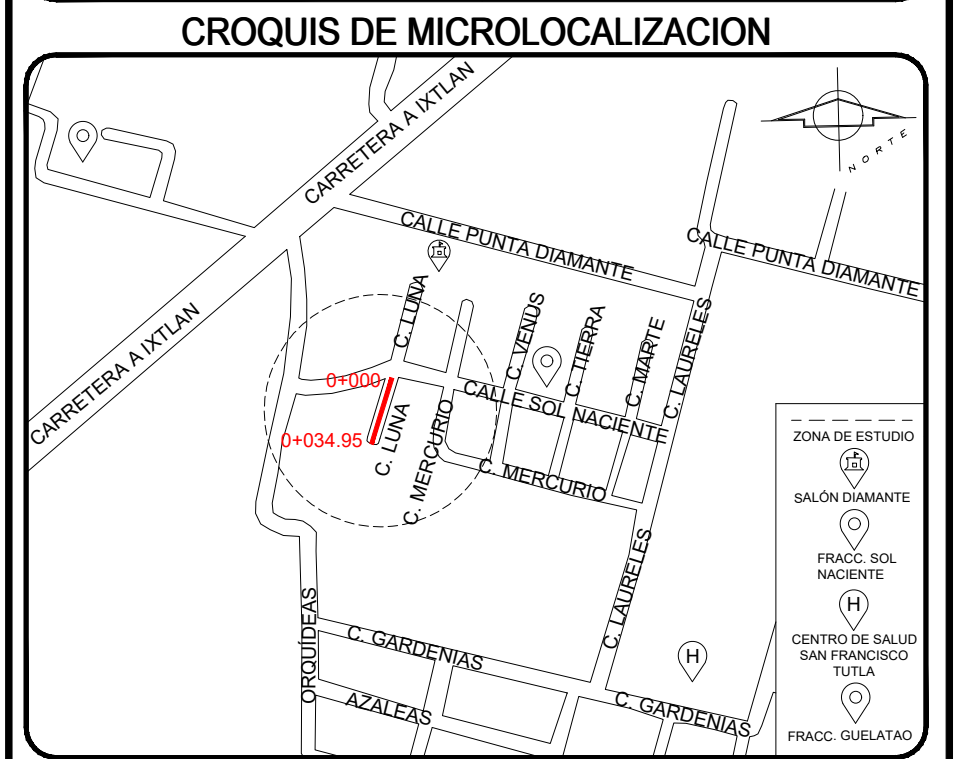 CROQUIS DE MICROLOCALIZACION
CARRETERA A IXTLAN
NORTE
CALLE PUNTA DIAMANTE
CALLE PUNTA DIAMANTE
C. LUNA
C. VENUS
C. TIERRA
C. MARTE
C. LAURELES
CARRETERA A IXTLAN
0+000
CALLE SOL NACIENTE
0+034.95
C. LUNA
C. MERCURIO
C. MERCURIO
C. LAURELES
ORQUÍDEAS
C. GARDENIAS
AZALEAS
H
C. GARDENIAS
ZONA DE ESTUDIO
SALÓN DIAMANTE
FRACC. SOL
NACIENTE
H
CENTRO DE SALUD
SAN FRANCISCO
TUTLA
FRACC. GUELATAO